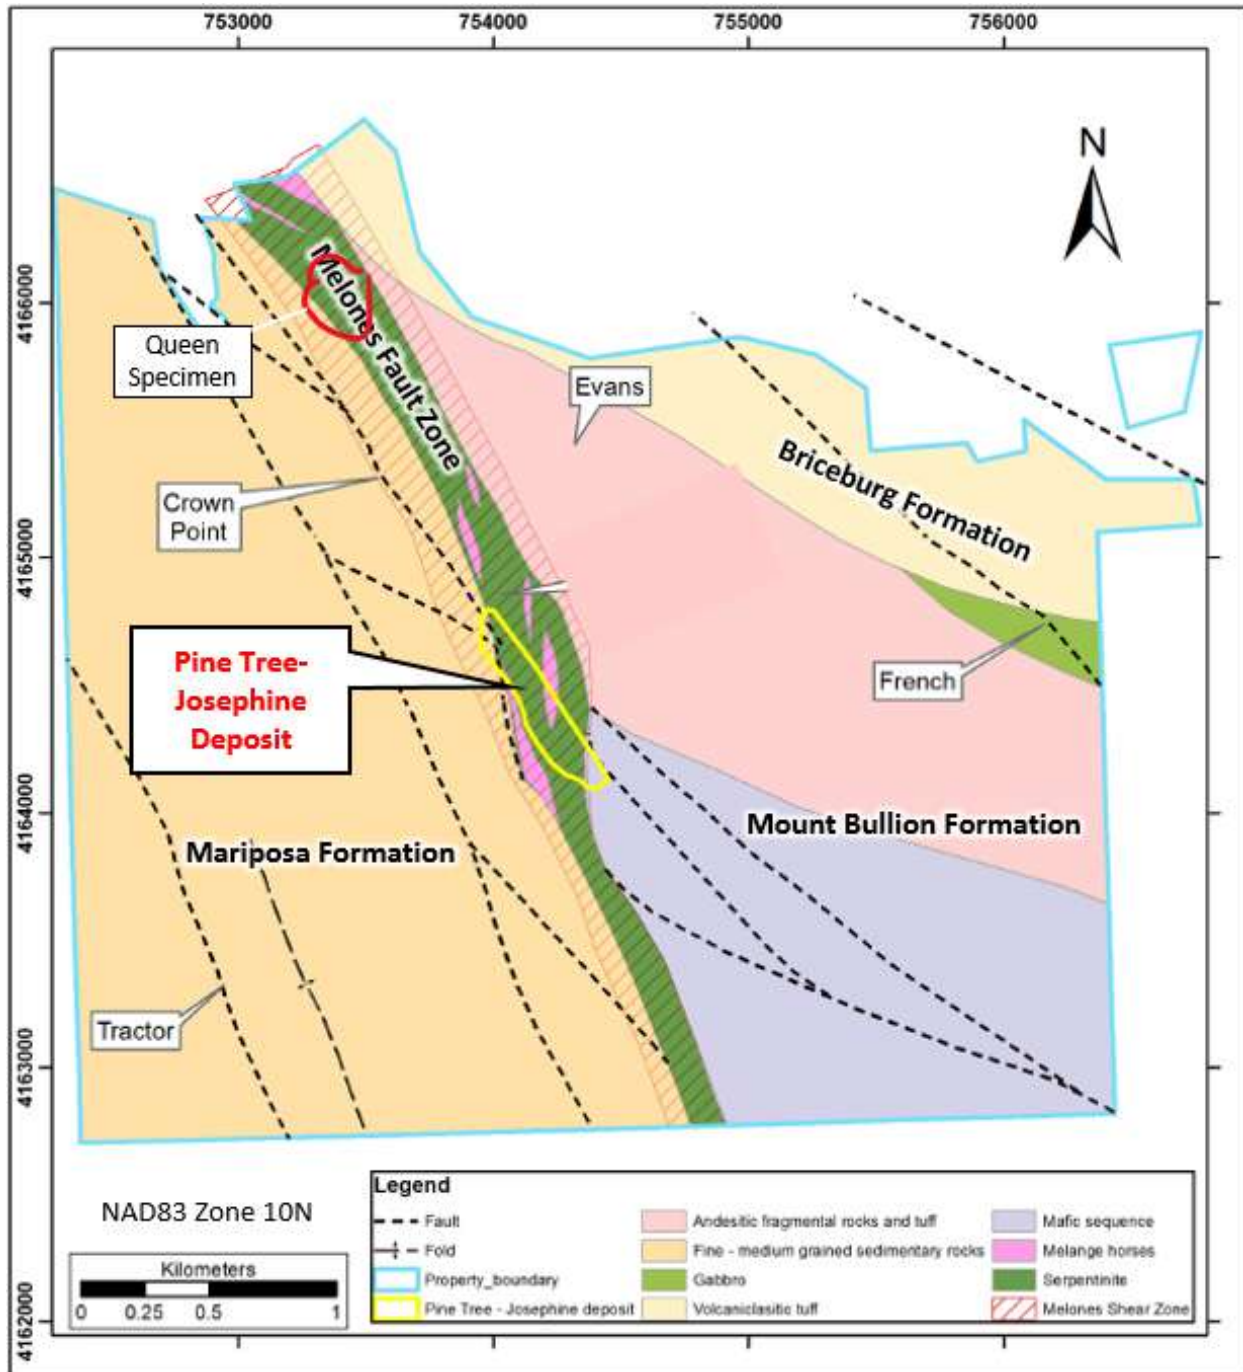 753000
754000
755000
756000
N
4166000
4165000
4164000
4163000
4162000
Melones Fault Zone
Queen
Specimen
Evans
Briceburg Formation
Crown
Point
Pine Tree-
Josephine
Deposit
French
Mount Bullion Formation
Mariposa Formation
Tractor
NAD83 Zone 10N
Kilometers
0 0.25 0.5 1
Legend
Fault
Fold
Property_boundary
Pine Tree - Josephine deposit
Andesitic fragmental rocks and tuff
Fine - medium grained sedimentary rocks
Gabbro
Volcaniclasitic tuff
Mafic sequence
Melange horses
Serpentinite
Melones Shear Zone